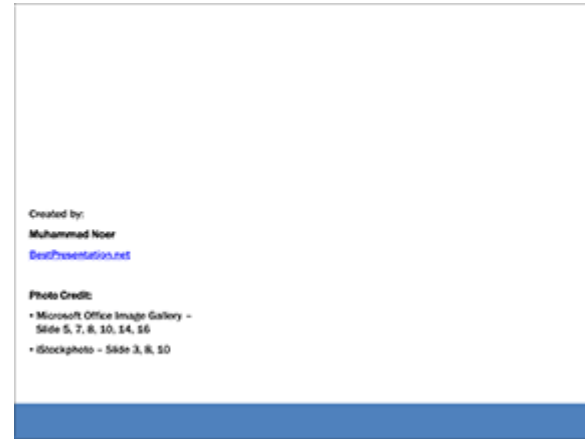 Created by:
Muhammad Noer
BestPresentation.net
Photo Credit:
• Microsoft Office Image Gallery –
Slide 5, 7, 8, 10, 14, 16
• iStockphoto – Slide 3, 8, 10